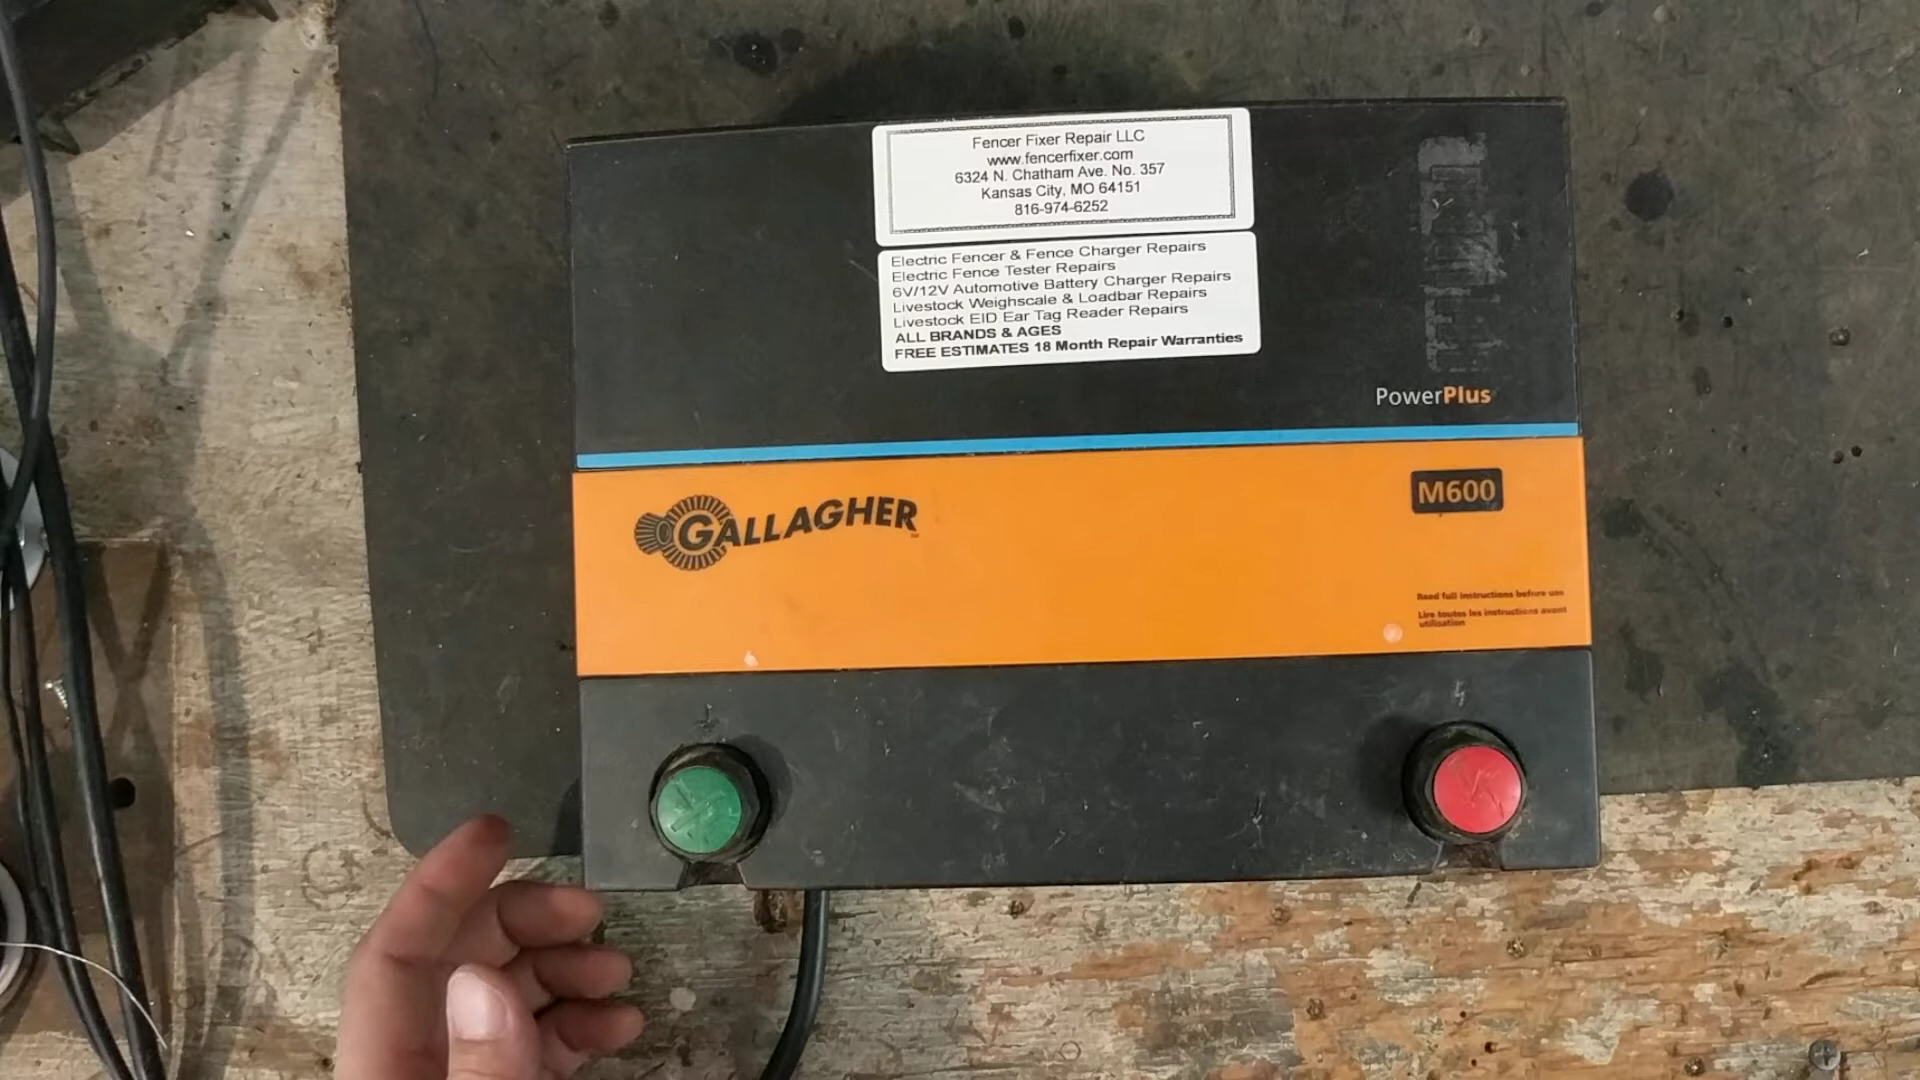 Fencer Fixer Repair LLC
www.fencerfixer.com
6324 N. Chatham Ave. No. 357
Kansas City, MO 64151
816-974-6252
Electric Fencer & Fence Charger Repairs
Electric Fence Tester Repairs
6V/12V Automotive Battery Charger Repairs
Livestock Weighscale & Loadbar Repairs
Livestock EID Ear Tag Reader Repairs
ALL BRANDS & AGES
FREE ESTIMATES 18 Month Repair Warranties
PowerPlus
GALLAGHER
M600
Read full instructions before use
Lire toutes les instructions avant
utilisation